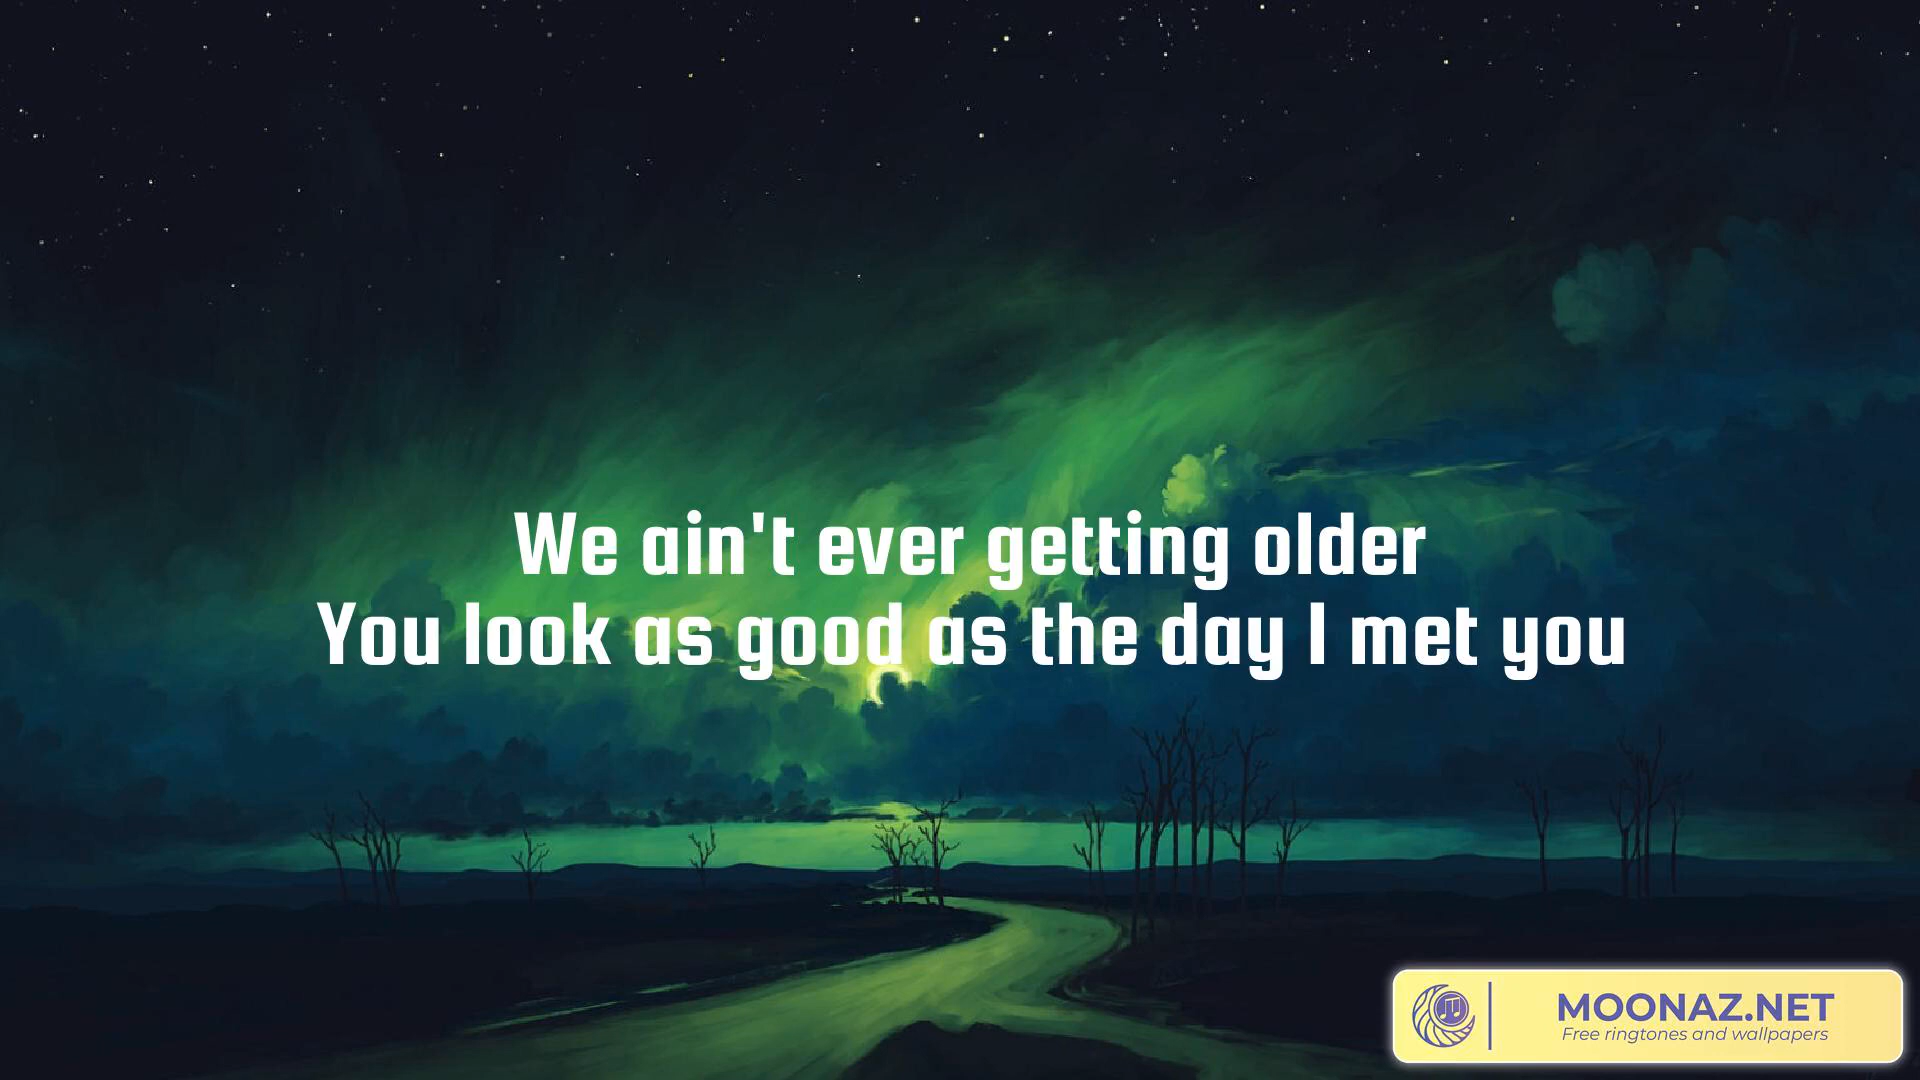 We ain't ever getting older
You look as good as the day I met you
MOONAZ.NET
Free ringtones and wallpapers